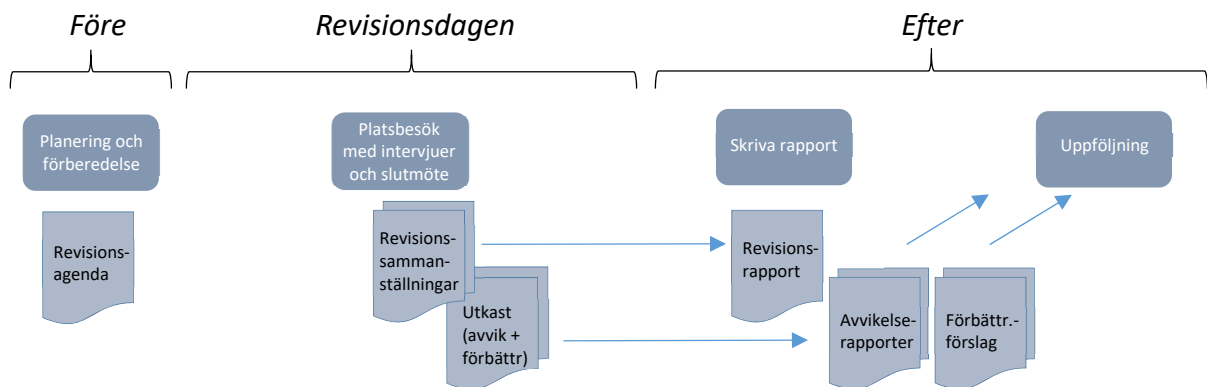 Före
Revisionsdagen
Efter
Planering och
förberedelse
Platsbesök
med intervjuer
och slutmöte
Skriva rapport
Uppföljning
Revisions-
agenda
Revisions-
samman-
ställningar
Utkast
(avvik +
förbättr)
Revisions-
rapport
Avvikelse-
rapporter
Förbättr.-
förslag